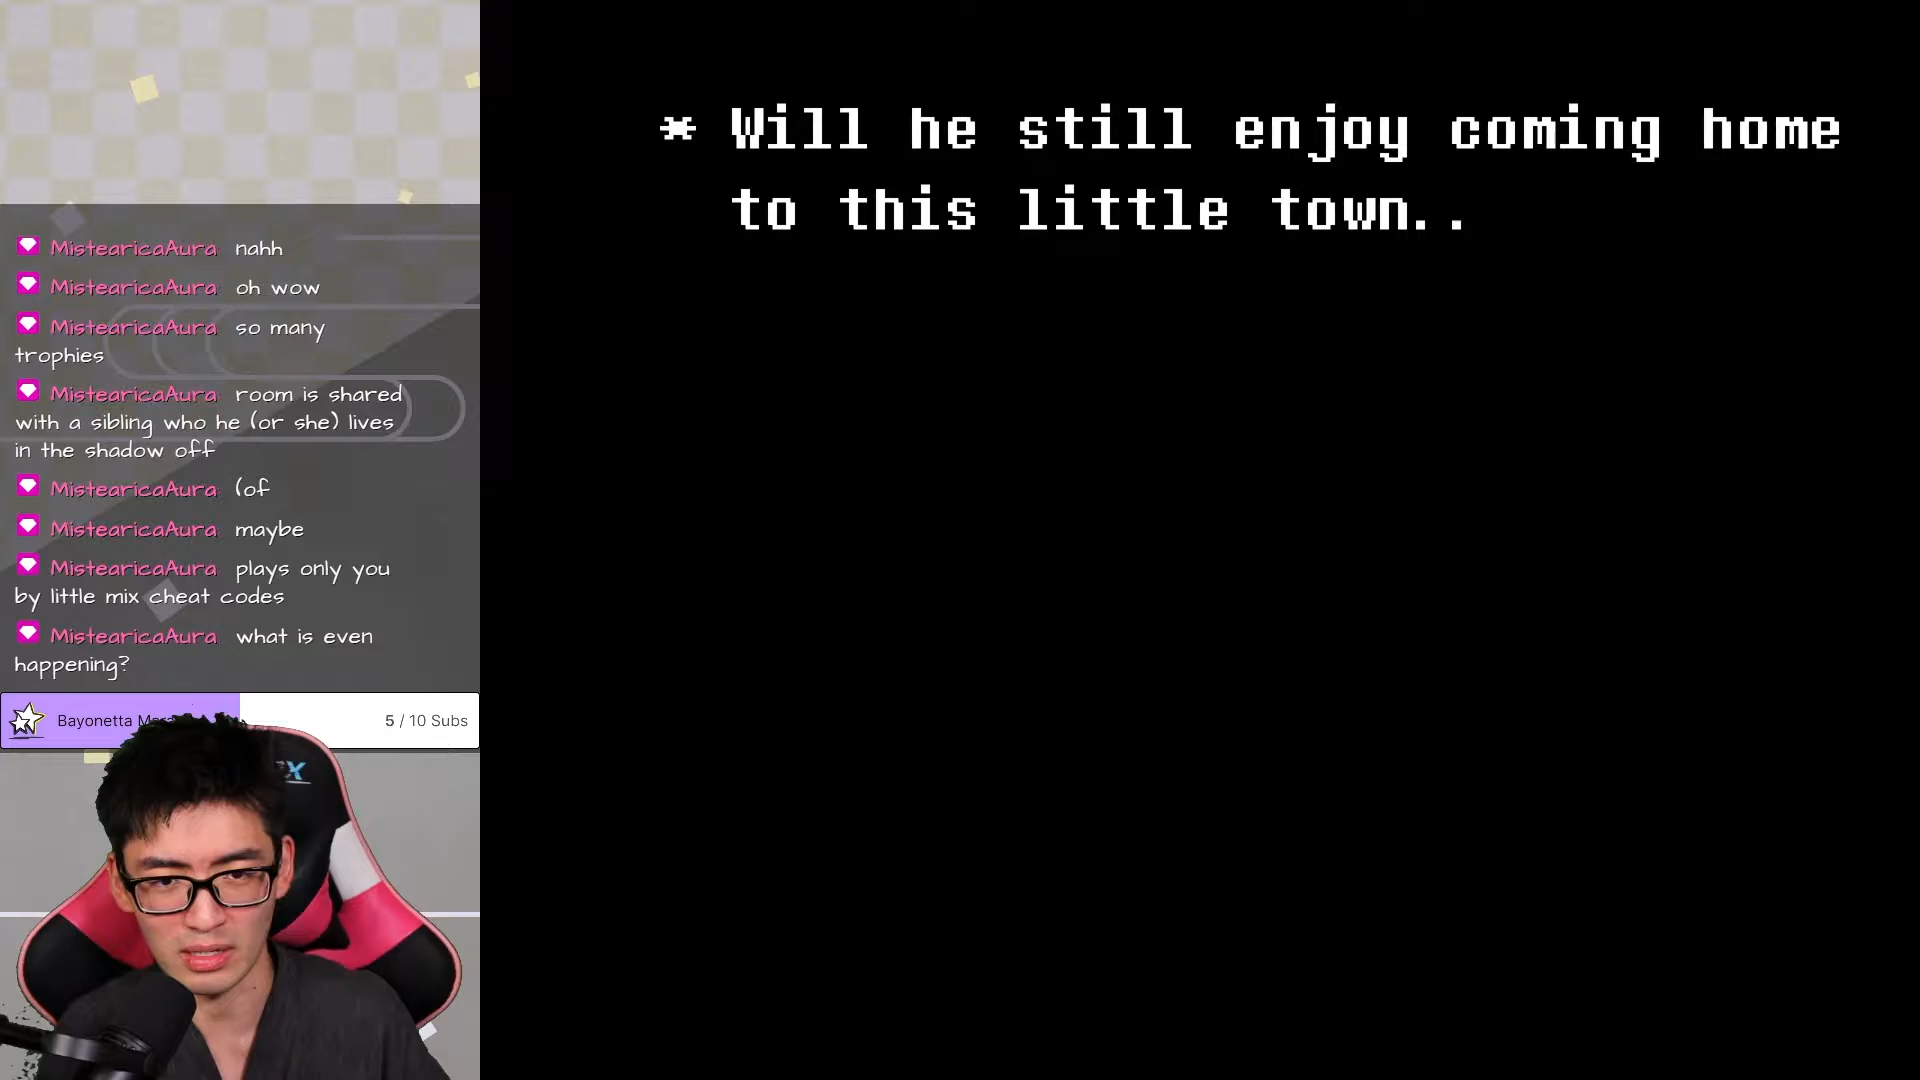 * Will he still enjoy coming home
to this little town..
MistearicaAura: nahh
MistearicaAura: oh wow
MistearicaAura: so many
trophies
MistearicaAura: room is shared
with a sibling who he (or she) lives
in the shadow off
MistearicaAura: (of
MistearicaAura: maybe
MistearicaAura: plays only you
by little mix cheat codes
MistearicaAura: what is even
happening?
Bayonetta
5 / 10 Subs